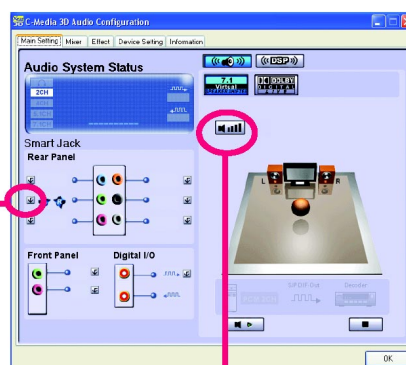 C-Media 3D Audio Configuration
Main Setting Mixer Effect Device Setting Information
Audio System Status
2CH
DSP
7.1
Virtual
DOLBY
DIGITAL
Smart Jack
Rear Panel
L
R
Front Panel
Digital I/O
S/PDIF Out
Decoder
OK